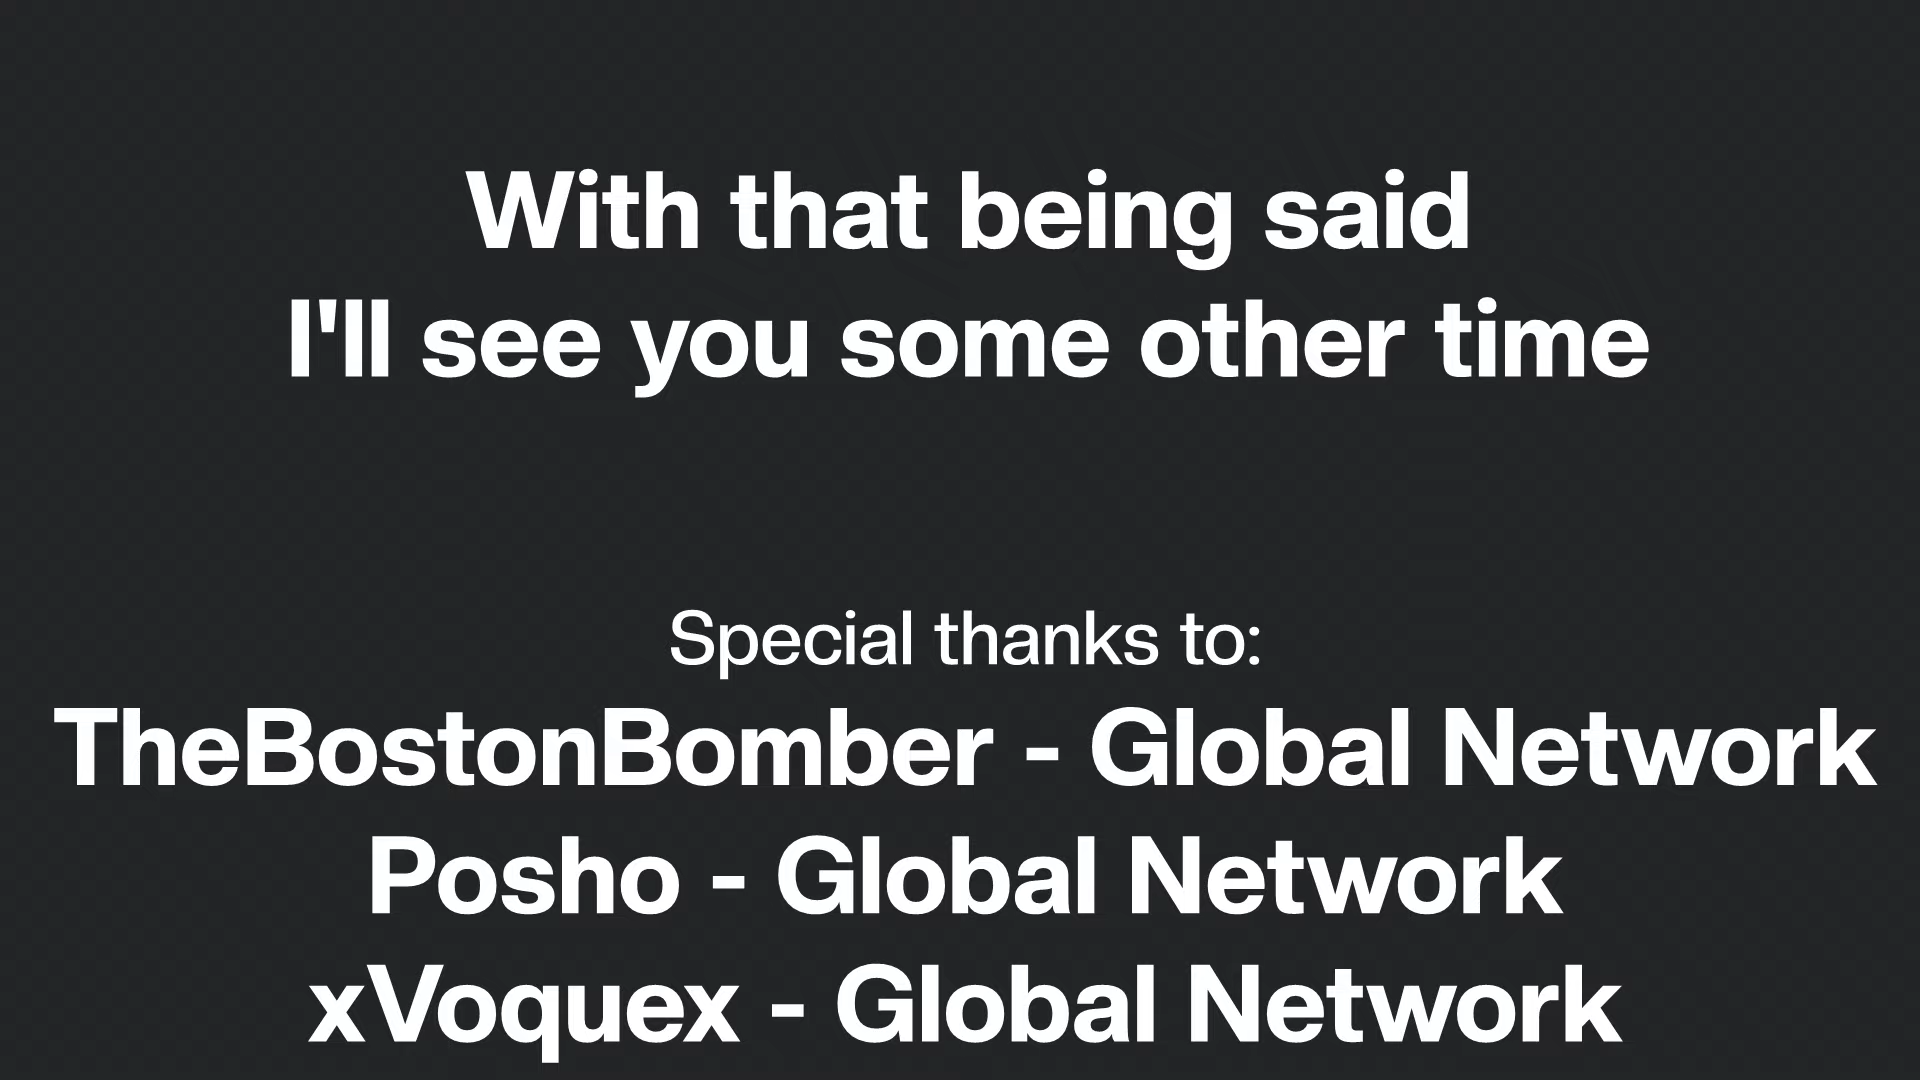 With that being said
I'll see you some other time
Special thanks to:
TheBostonBomber - Global Network
Posho - Global Network
xVoquex - Global Network